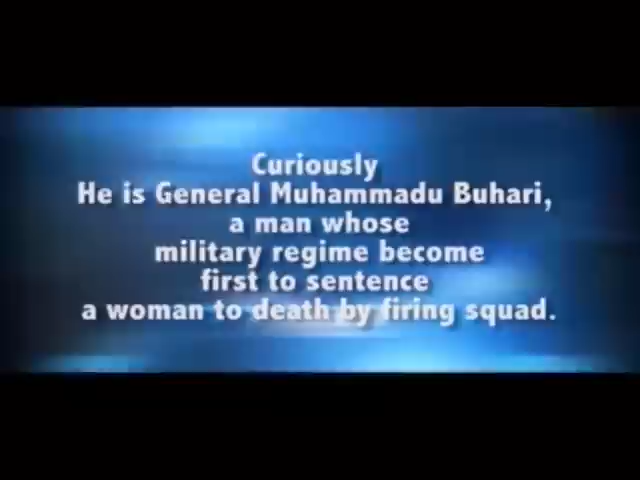 Curiously
He is General Muhammadu Buhari,
a man whose
military regime become
first to sentence
a woman to death by firing squad.